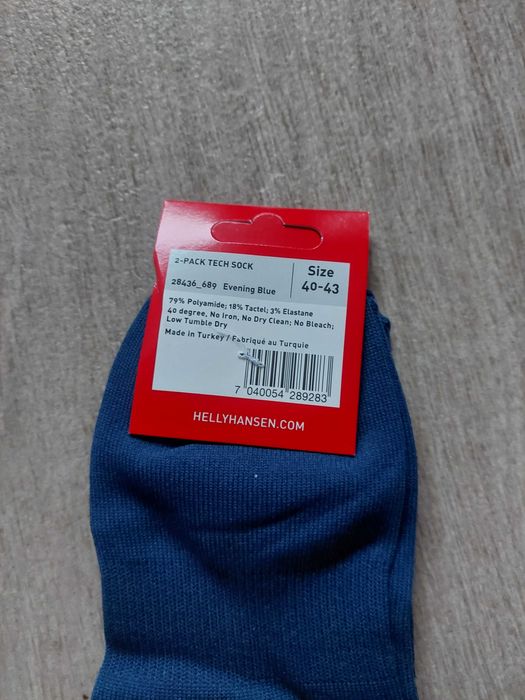 2-PACK TECH SOCK
28436_689 Evening Blue
Size
40-43
79% Polyamide; 18% Tactel; 3% Elastane
40 degree, No Iron, No Dry Clean; No Bleach;
Low Tumble Dry
Made in Turkey / Fabriqué au Turquie
7 040054 289283
HELLYHANSEN.COM